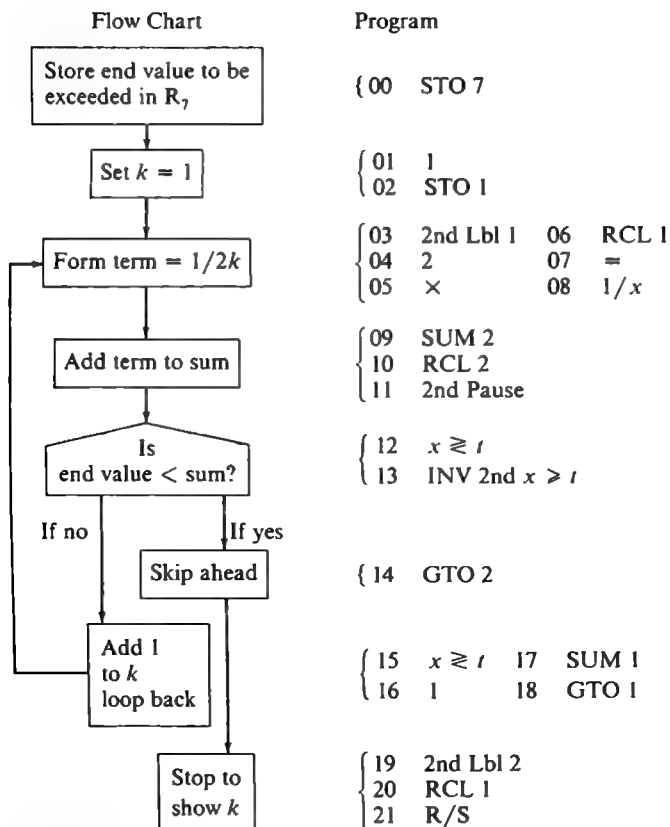 Flow Chart Program
Store end value to be
exceeded in R₇
{ 00 STO 7
Set k = 1
01 1
02 STO 1
Form term = 1/2k
03 2nd Lbl 1 06 RCL 1
04 2 07 =
05 × 08 1/x
Add term to sum
09 SUM 2
10 RCL 2
11 2nd Pause
Is
end value < sum?
12 x ≷ t
13 INV 2nd x ≥ t
If no If yes
Skip ahead
{ 14 GTO 2
Add 1
to k
loop back
15 x ≷ t 17 SUM 1
16 1 18 GTO 1
Stop to
show k
19 2nd Lbl 2
20 RCL 1
21 R/S